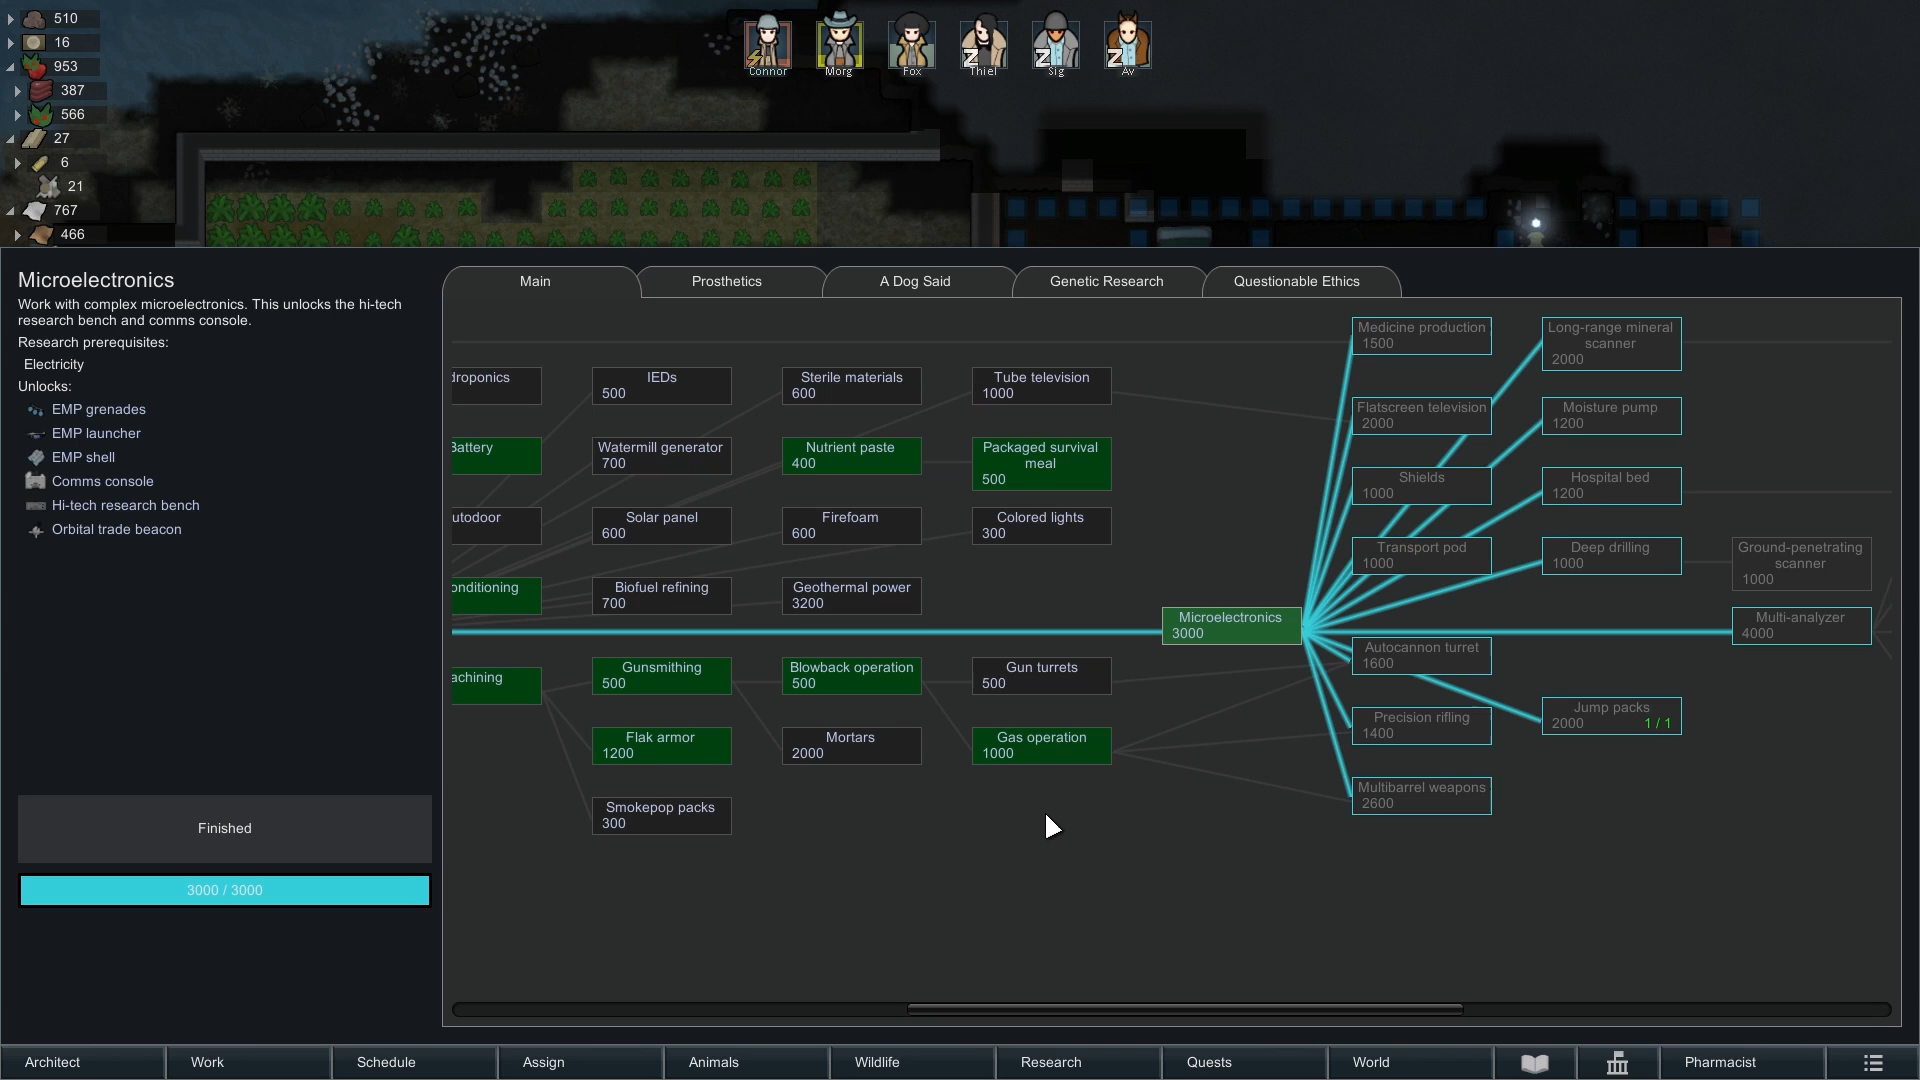 510
16
953
387
566
27
6
21
767
466
Connor
Morg
Fox
Z
Thiel
Z
Sig
Z
Av
Microelectronics
Work with complex microelectronics. This unlocks the hi-tech
research bench and comms console.
Research prerequisites:
Electricity
Unlocks:
EMP grenades
EMP launcher
EMP shell
Comms console
Hi-tech research bench
Orbital trade beacon
Finished
3000 / 3000
Main
Prosthetics
A Dog Said
Genetic Research
Questionable Ethics
droponics
Battery
utodoor
onditioning
achining
IEDs
500
Watermill generator
700
Solar panel
600
Biofuel refining
700
Gunsmithing
500
Flak armor
1200
Smokepop packs
300
Sterile materials
600
Nutrient paste
400
Firefoam
600
Geothermal power
3200
Blowback operation
500
Mortars
2000
Tube television
1000
Packaged survival
meal
500
Colored lights
300
Gun turrets
500
Gas operation
1000
Microelectronics
3000
Medicine production
1500
Flatscreen television
2000
Shields
1000
Transport pod
1000
Autocannon turret
1600
Precision rifling
1400
Multibarrel weapons
2600
Long-range mineral
scanner
2000
Moisture pump
1200
Hospital bed
1200
Deep drilling
1000
Jump packs
2000 1 / 1
Ground-penetrating
scanner
1000
Multi-analyzer
4000
Architect
Work
Schedule
Assign
Animals
Wildlife
Research
Quests
World
Pharmacist